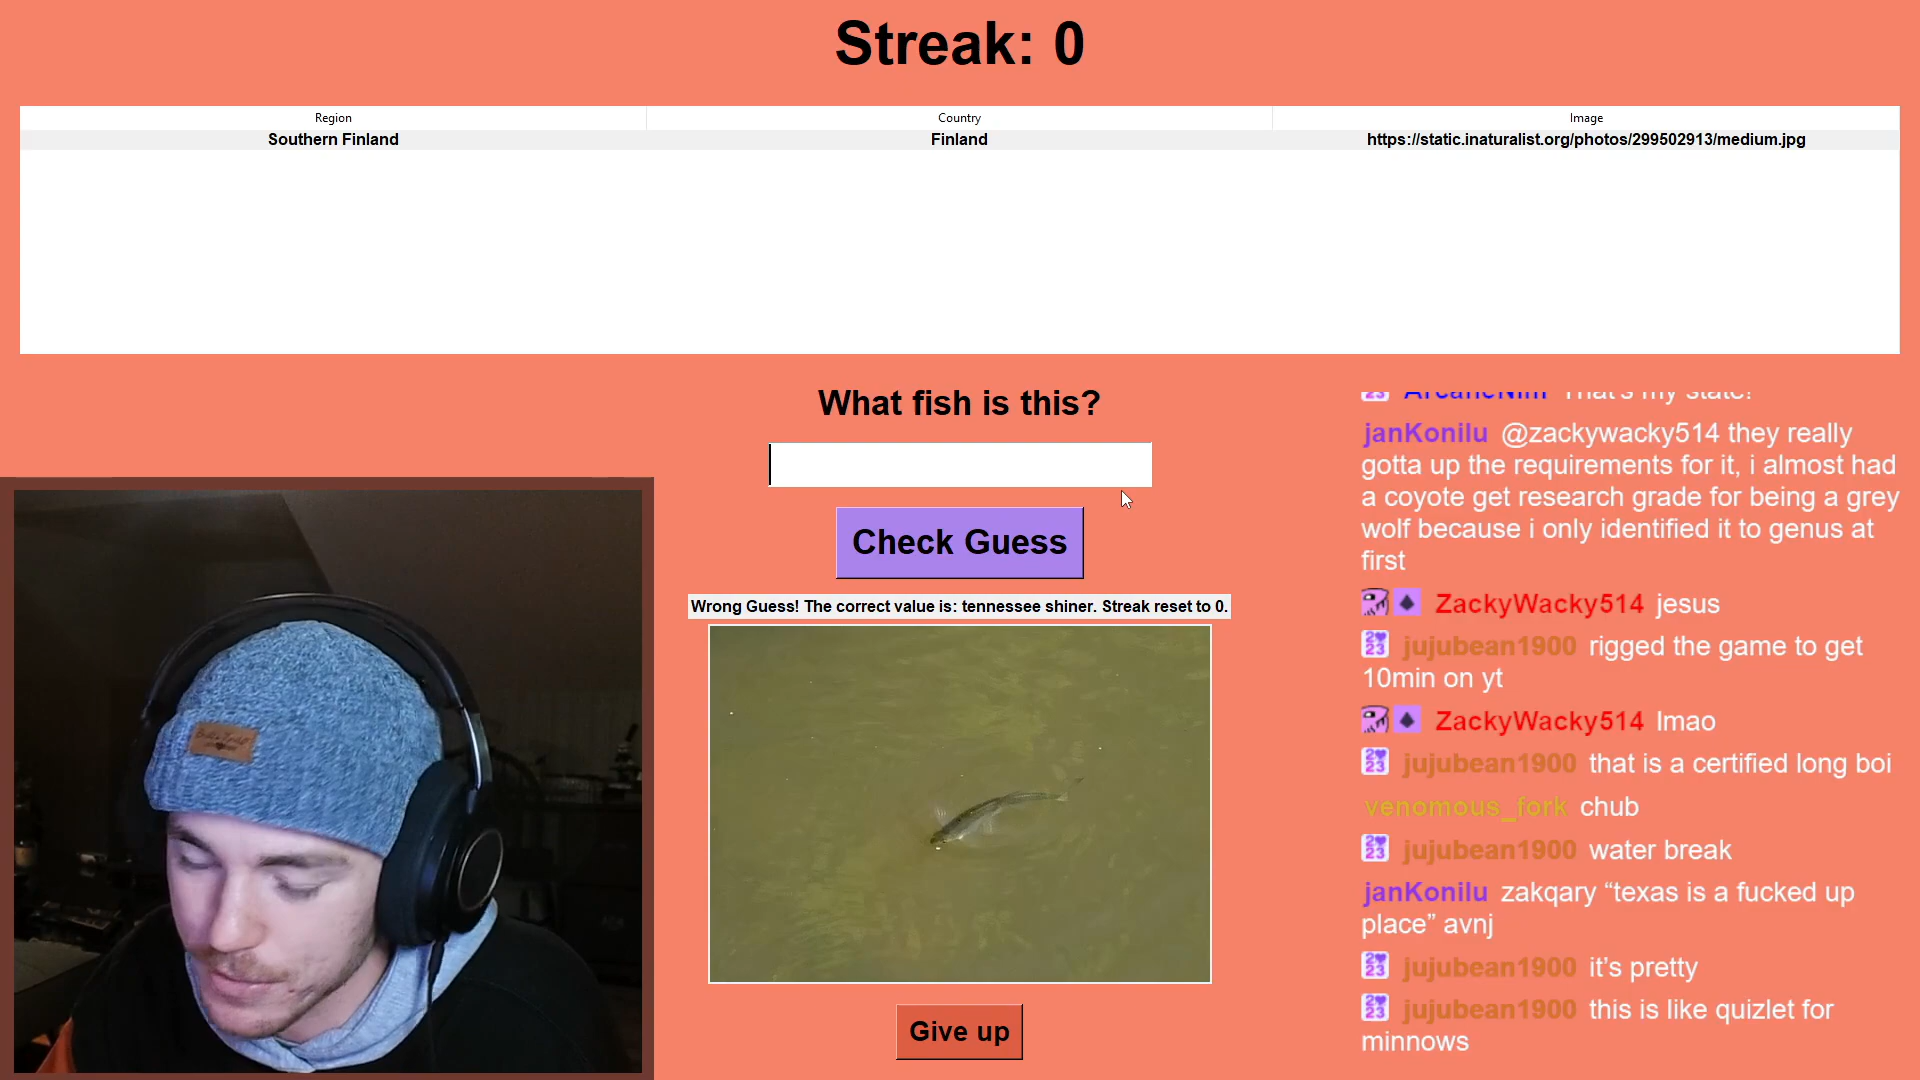 Streak: 0
Region
Country
Image
Southern Finland
Finland
https://static.inaturalist.org/photos/299502913/medium.jpg
What fish is this?
Check Guess
Wrong Guess! The correct value is: tennessee shiner. Streak reset to 0.
Give up
ArcaneNim That's my state!
janKonilu @zackywacky514 they really
gotta up the requirements for it, i almost had
a coyote get research grade for being a grey
wolf because i only identified it to genus at
first
ZackyWacky514 jesus
jujubean1900 rigged the game to get
10min on yt
ZackyWacky514 lmao
jujubean1900 that is a certified long boi
venomous_fork chub
jujubean1900 water break
janKonilu zakqary “texas is a fucked up
place” avnj
jujubean1900 it’s pretty
jujubean1900 this is like quizlet for
minnows